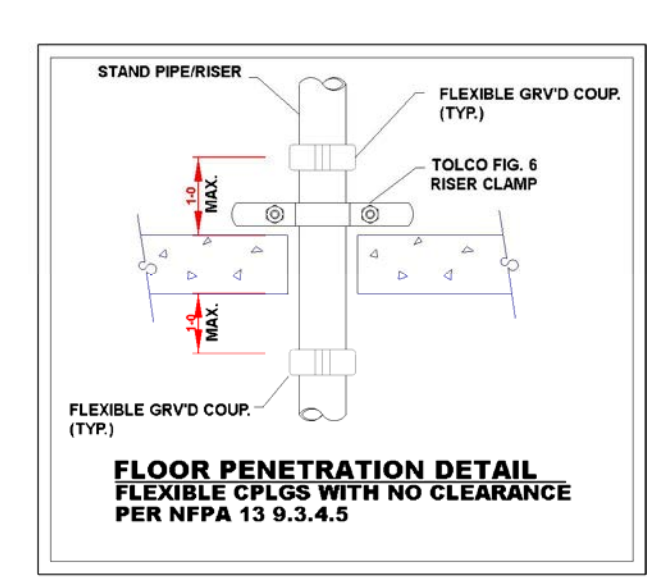 STAND PIPE/RISER
FLEXIBLE GRV'D COUP.
(TYP.)
TOLCO FIG. 6
RISER CLAMP
1-0
MAX.
1-0
MAX.
FLEXIBLE GRV'D COUP.
(TYP.)
FLOOR PENETRATION DETAIL
FLEXIBLE CPLGS WITH NO CLEARANCE
PER NFPA 13 9.3.4.5